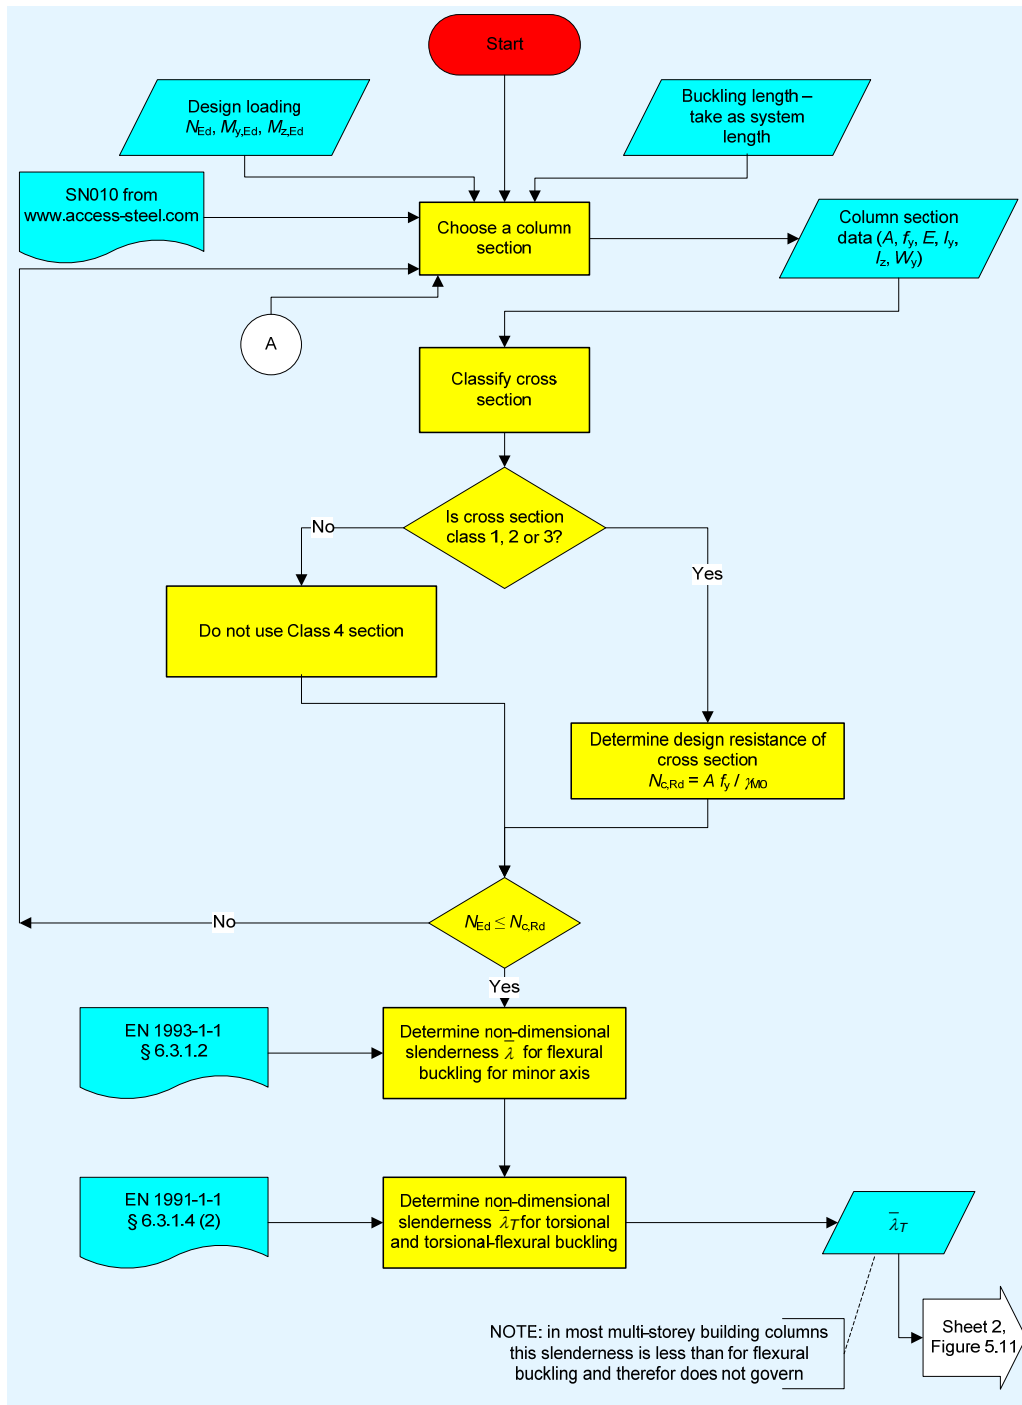 Start
Design loading
NEd, My,Ed, Mz,Ed
Buckling length –
take as system
length
SN010 from
www.access-steel.com
Choose a column
section
Column section
data (A, fy, E, Iy,
Iz, Wy)
A
Classify cross
section
Is cross section
class 1, 2 or 3?
No
Yes
Do not use Class 4 section
Determine design resistance of
cross section
Nc,Rd = A fy / γM0
NEd ≤ Nc,Rd
No
Yes
EN 1993-1-1
§ 6.3.1.2
Determine non-dimensional
slenderness λ̅ for flexural
buckling for minor axis
EN 1991-1-1
§ 6.3.1.4 (2)
Determine non-dimensional
slenderness λ̅T for torsional
and torsional-flexural buckling
λ̅T
NOTE: in most multi-storey building columns
this slenderness is less than for flexural
buckling and therefor does not govern
Sheet 2,
Figure 5.11